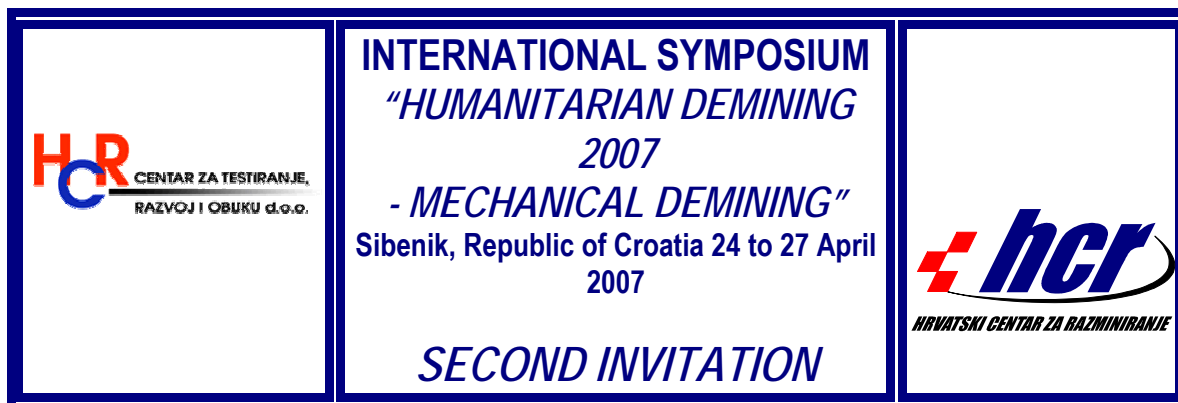 HCR
CENTAR ZA TESTIRANJE,
RAZVOJ I OBUKU d.o.o.
INTERNATIONAL SYMPOSIUM
“HUMANITARIAN DEMINING
2007
- MECHANICAL DEMINING”
Sibenik, Republic of Croatia 24 to 27 April
2007
SECOND INVITATION
hcr
HRVATSKI CENTAR ZA RAZMINIRANJE